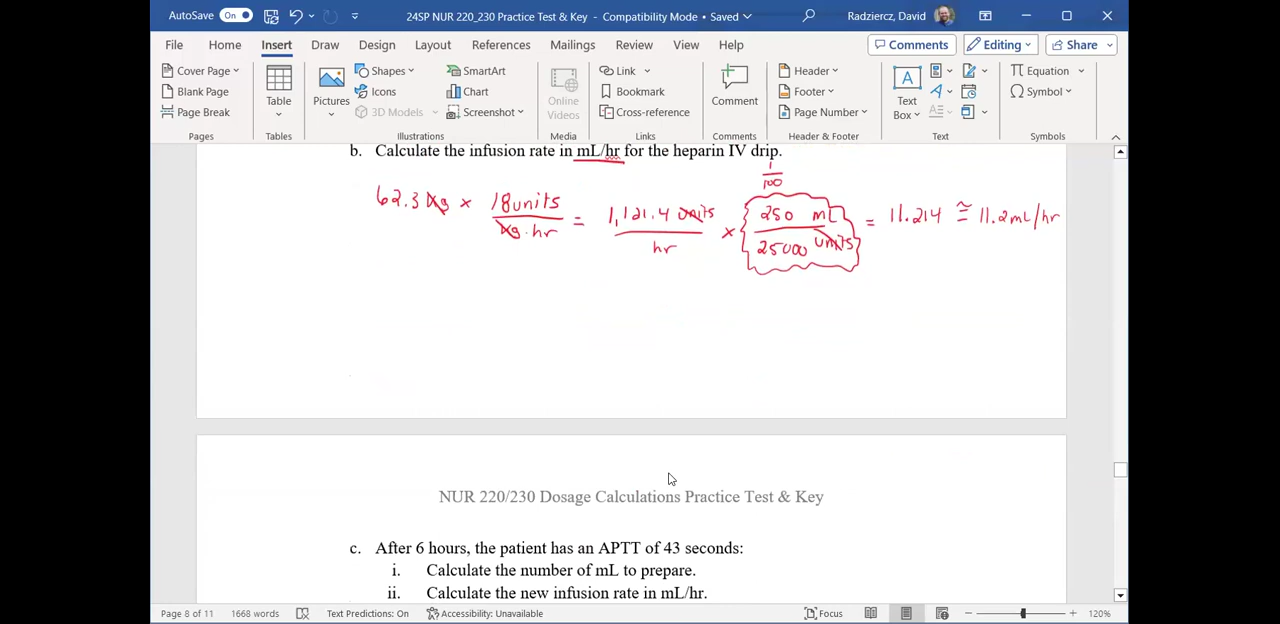 AutoSave On 24SP NUR 220_230 Practice Test & Key - Compatibility Mode • Saved Radziercz, David
File Home Insert Draw Design Layout References Mailings Review View Help Comments Editing Share
Cover Page
Blank Page
Page Break
Pages
Table
Tables
Pictures
Shapes
Icons
3D Models
SmartArt
Chart
Screenshot
Illustrations
Online
Videos
Media
Link
Bookmark
Cross-reference
Links
Comment
Comments
Header
Footer
Page Number
Header & Footer
A
Text
Box
Text
Equation
Symbol
Symbols
b. Calculate the infusion rate in mL/hr for the heparin IV drip.
1/100
62.3 kg × 18 units / kg·hr = 1,121.4 units / hr × 250 mL / 25000 units = 11.214 ≅ 11.2 mL/hr
NUR 220/230 Dosage Calculations Practice Test & Key
c. After 6 hours, the patient has an APTT of 43 seconds:
i. Calculate the number of mL to prepare.
ii. Calculate the new infusion rate in mL/hr.
Page 8 of 11 1668 words Text Predictions: On Accessibility: Unavailable Focus 120%